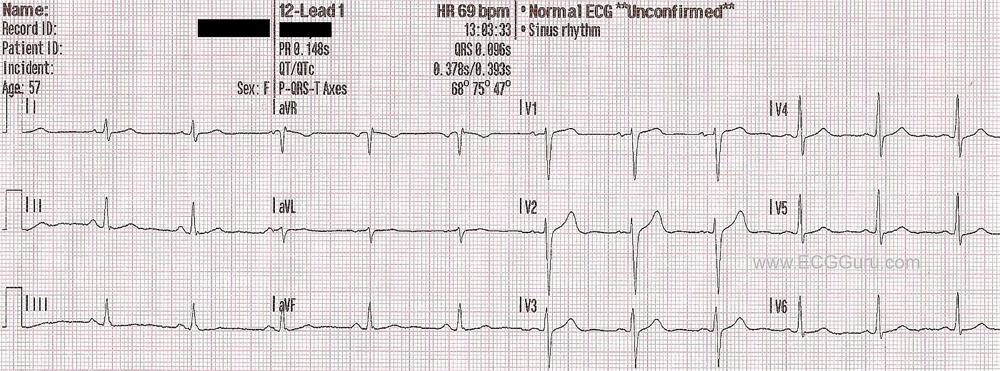 Name:
Record ID:
Patient ID:
Incident:
Age: 57 Sex: F
12-Lead 1 HR 69 bpm
13:03:33
PR 0.148s QRS 0.096s
QT/QTc 0.378s/0.393s
P-QRS-T Axes 68° 75° 47°
• Normal ECG **Unconfirmed**
• Sinus rhythm
I aVR V1 V4
II aVL V2 V5
www.ECGGuru.com
III aVF V3 V6